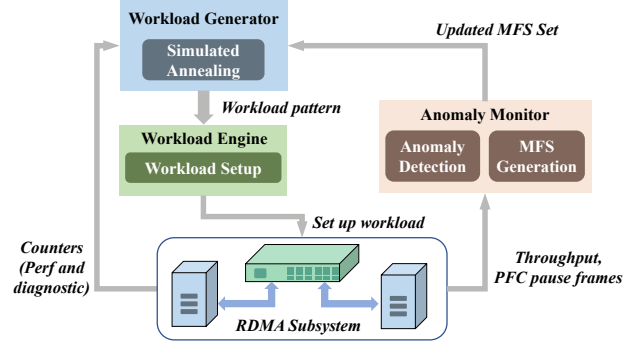 Workload Generator
Simulated
Annealing
Updated MFS Set
Workload pattern
Anomaly Monitor
Anomaly
Detection
MFS
Generation
Workload Engine
Workload Setup
Set up workload
Counters
(Perf and
diagnostic)
Throughput,
PFC pause frames
RDMA Subsystem